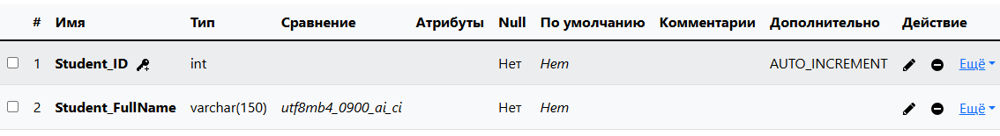 # Имя Тип Сравнение Атрибуты Null По умолчанию Комментарии Дополнительно Действие
1 Student_ID int Нет Нет AUTO_INCREMENT Ещё
2 Student_FullName varchar(150) utf8mb4_0900_ai_ci Нет Нет Ещё